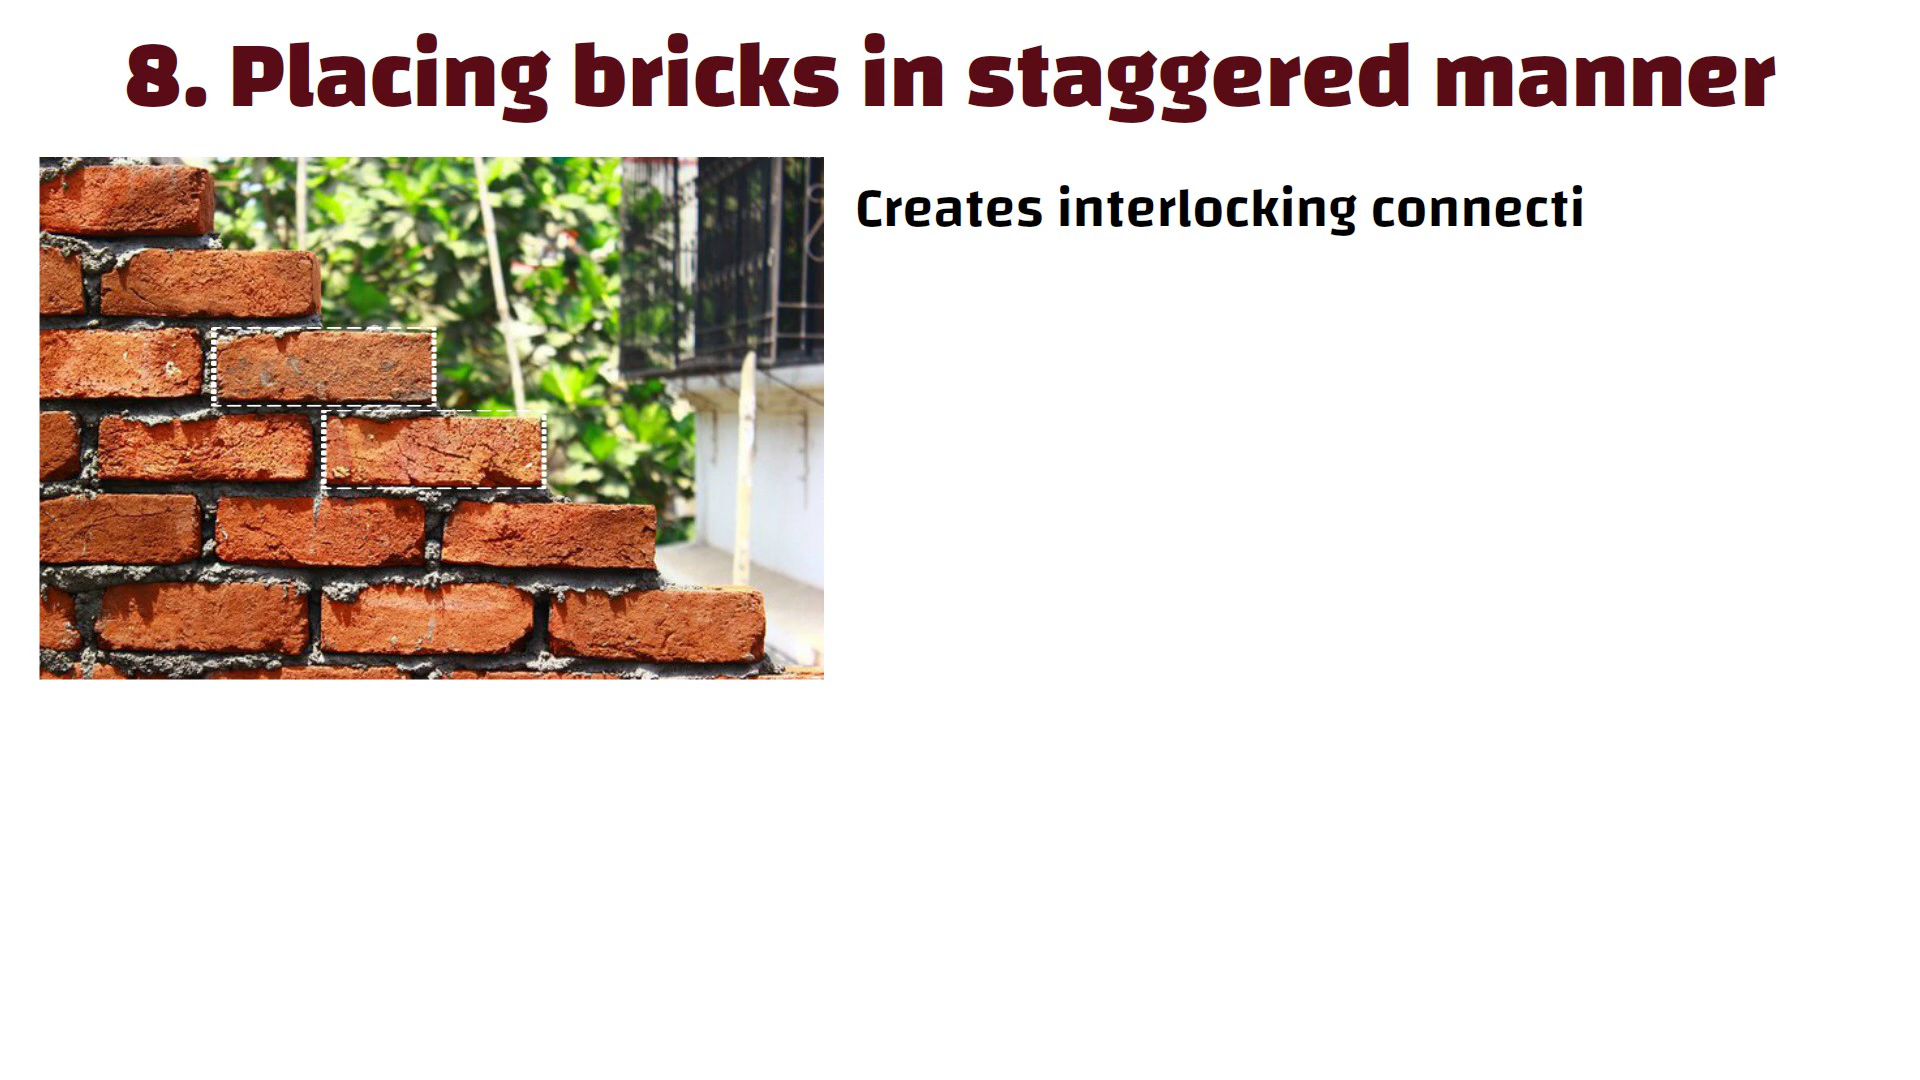 8. Placing bricks in staggered manner
Creates interlocking connecti